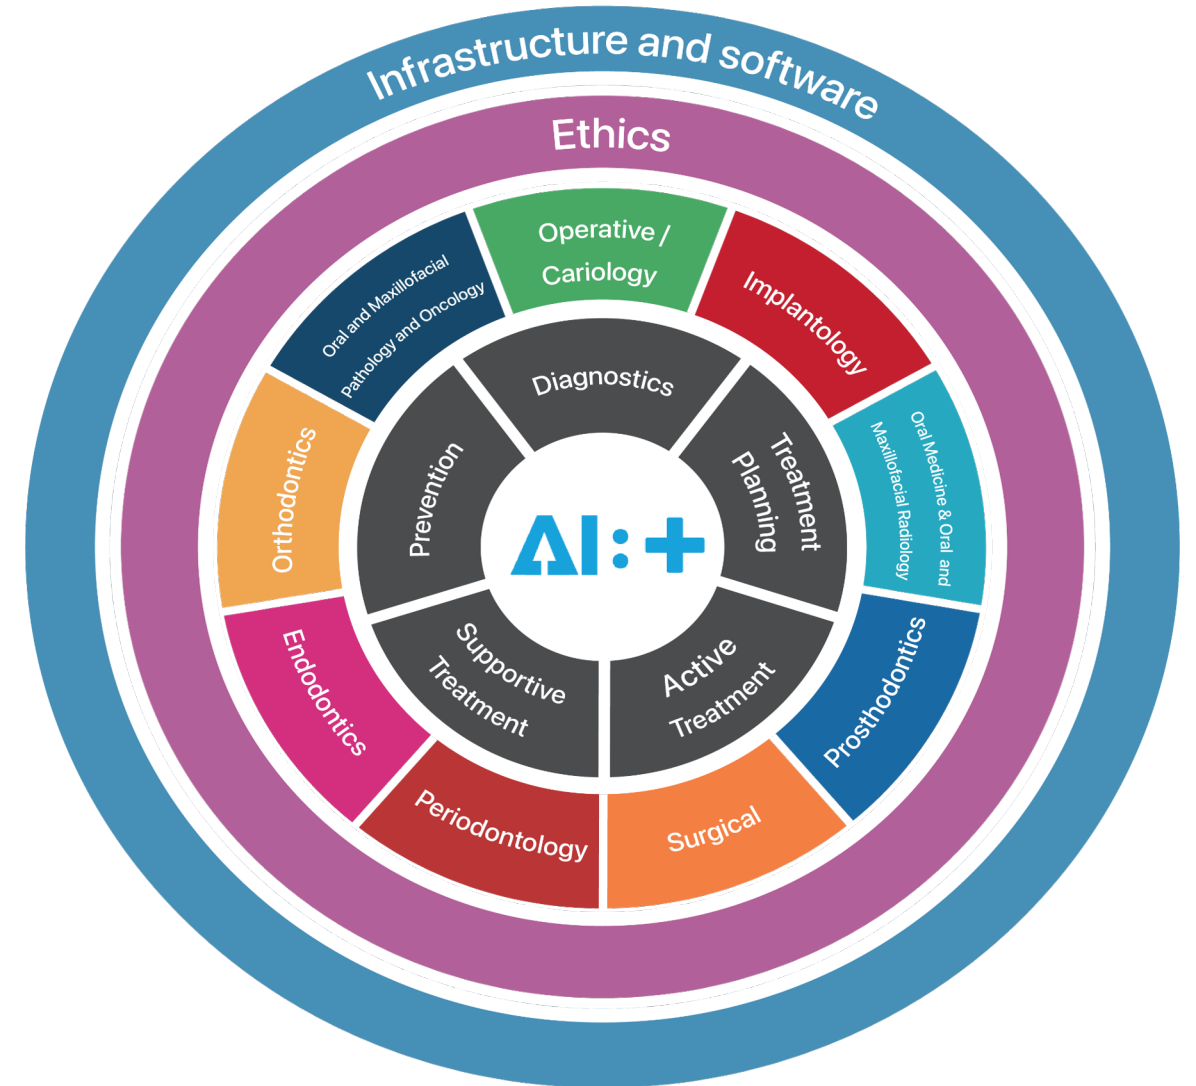 Infrastructure and software
Ethics
Operative /
Cariology
Implantology
Oral Medicine & Oral and
Maxillofacial Radiology
Prosthodontics
Surgical
Periodontology
Endodontics
Orthodontics
Oral and Maxillofacial
Pathology and Oncology
Diagnostics
Treatment
Planning
Active
Treatment
Supportive
Treatment
Prevention
AI:+